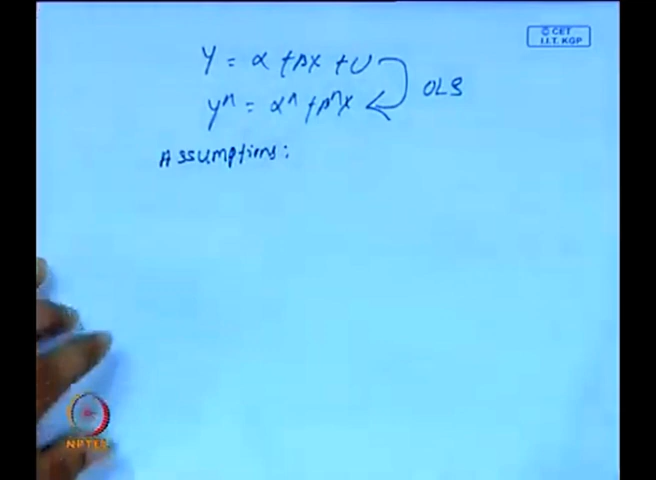 © CET
I.I.T. KGP
Y = α + βX + U
OLS
Y^ = α^ + β^X
Assumptions:
NPTEL